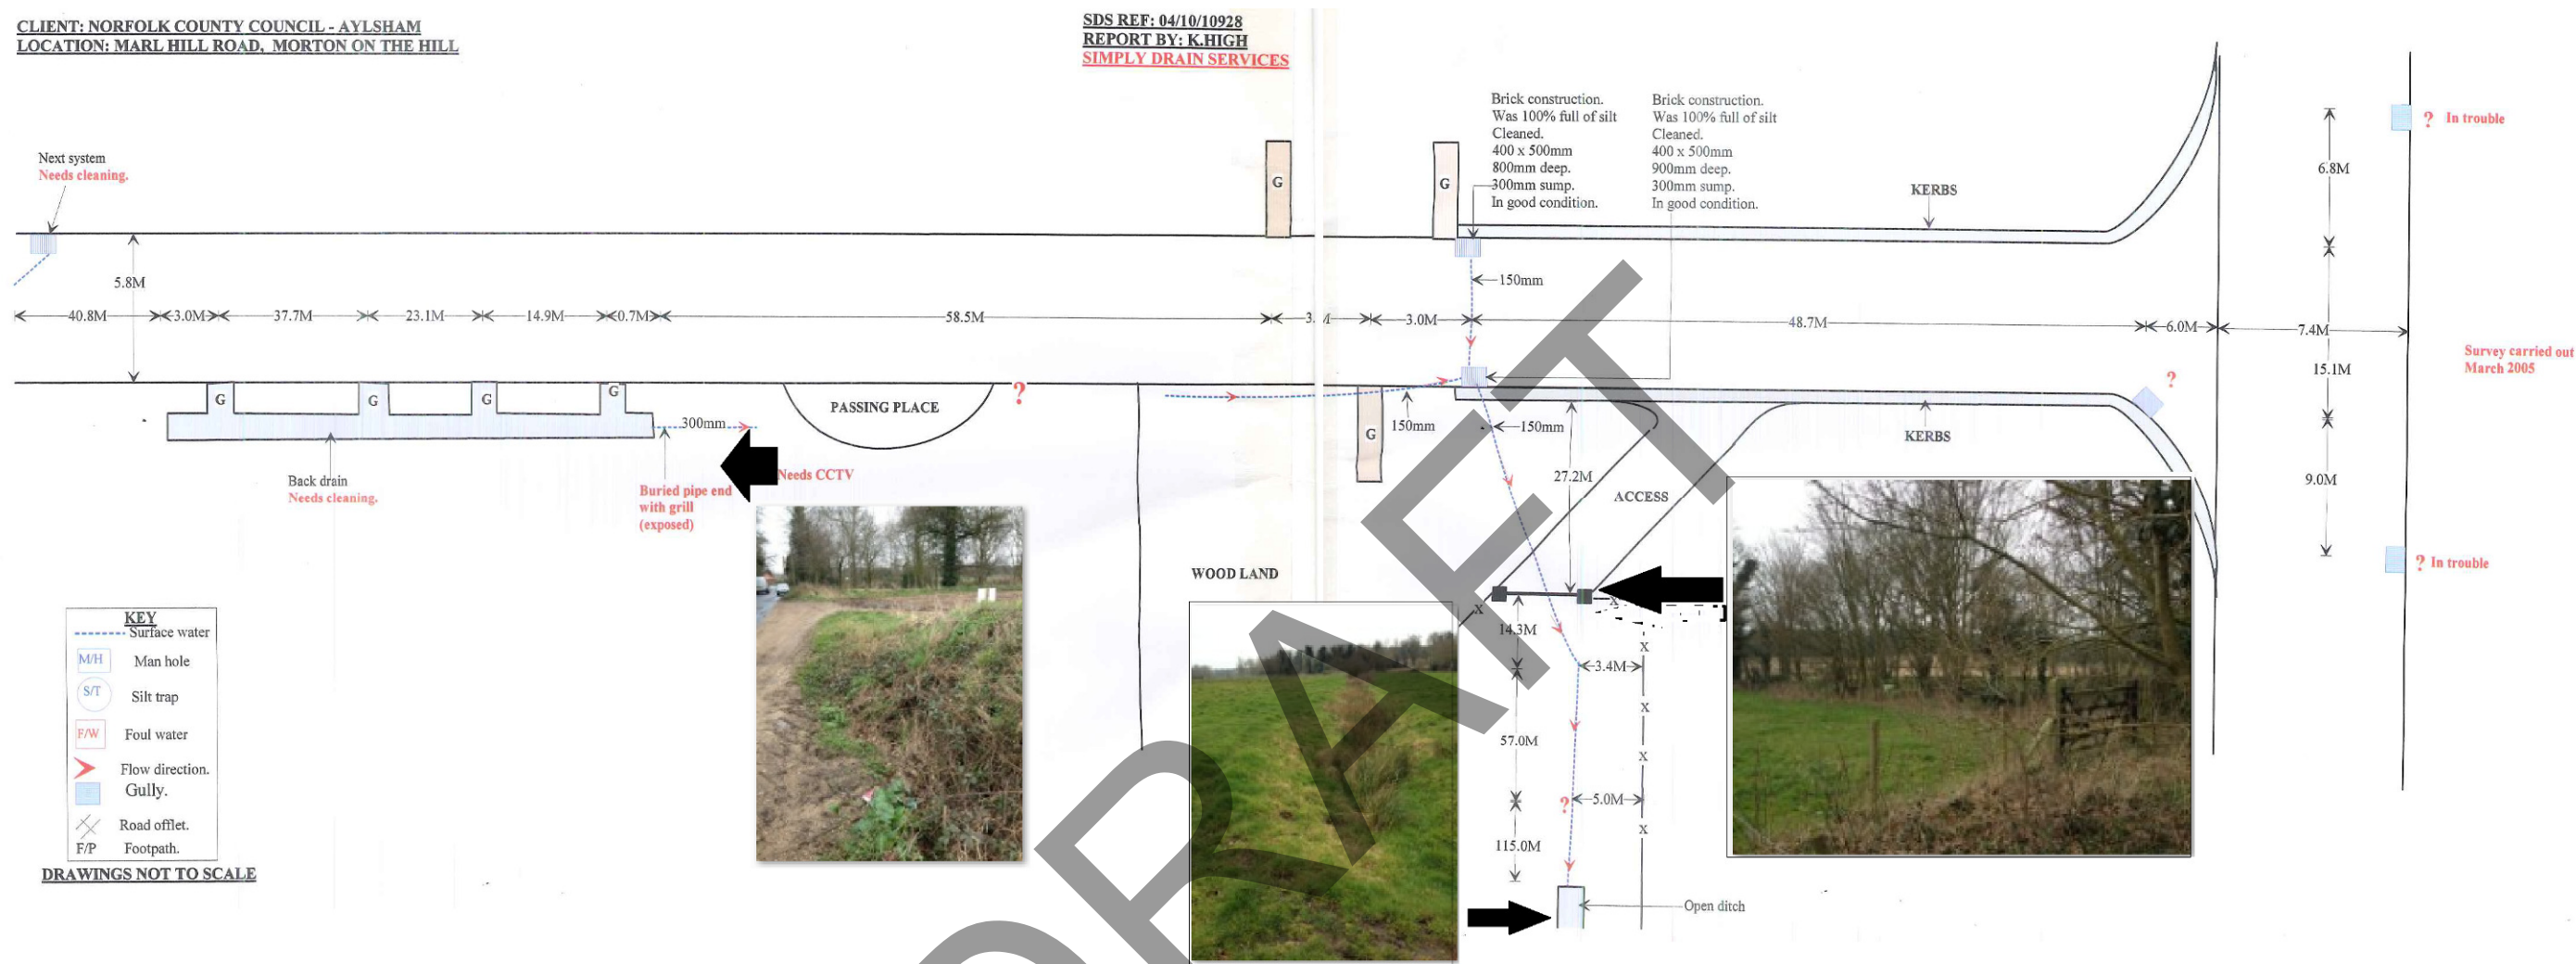 CLIENT: NORFOLK COUNTY COUNCIL - AYLSHAM
LOCATION: MARL HILL ROAD, MORTON ON THE HILL
SDS REF: 04/10/10928
REPORT BY: K.HIGH
SIMPLY DRAIN SERVICES
Brick construction.
Was 100% full of silt
Cleaned.
400 x 500mm
800mm deep.
300mm sump.
In good condition.
Brick construction.
Was 100% full of silt
Cleaned.
400 x 500mm
900mm deep.
300mm sump.
In good condition.
? In trouble
Next system
Needs cleaning.
G
G
KERBS
6.8M
5.8M
150mm
40.8M
3.0M
37.7M
23.1M
14.9M
0.7M
58.5M
3.0M
48.7M
6.0M
7.4M
Survey carried out
March 2005
15.1M
?
?
G
G
G
G
PASSING PLACE
300mm
G
150mm
150mm
KERBS
Back drain
Needs cleaning.
Buried pipe end
with grill
(exposed)
Needs CCTV
27.2M
ACCESS
9.0M
WOOD LAND
? In trouble
X
X
14.3M
X
3.4M
X
57.0M
X
?
5.0M
X
115.0M
Open ditch
KEY
Surface water
M/H Man hole
S/T Silt trap
F/W Foul water
Flow direction.
Gully.
Road offlet.
F/P Footpath.
DRAWINGS NOT TO SCALE
DRAFT